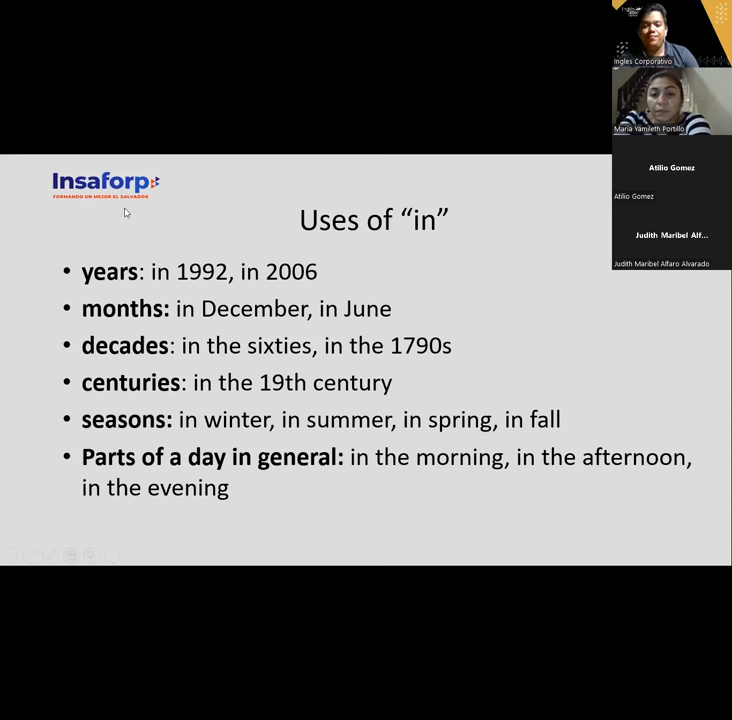 Insaforp
FORMANDO UN MEJOR EL SALVADOR
Uses of “in”
• years: in 1992, in 2006
• months: in December, in June
• decades: in the sixties, in the 1790s
• centuries: in the 19th century
• seasons: in winter, in summer, in spring, in fall
• Parts of a day in general: in the morning, in the afternoon,
in the evening
Ingles Corporativo
Maria Yamileth Portillo
Atilio Gomez
Atilio Gomez
Judith Maribel Alf...
Judith Maribel Alfaro Alvarado